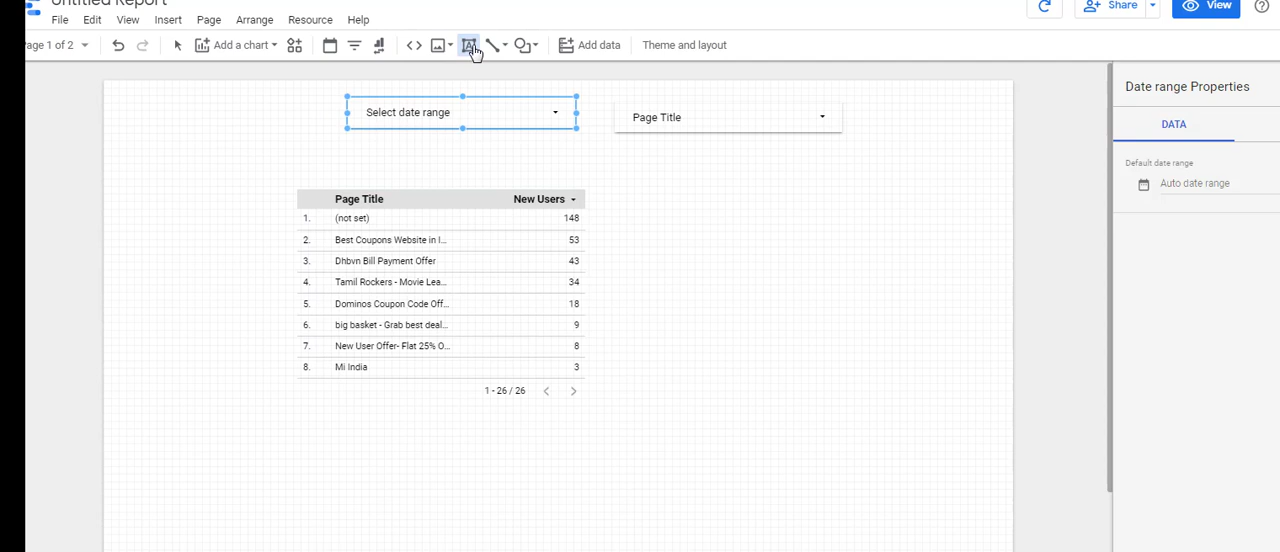 Untitled Report
File Edit View Insert Page Arrange Resource Help
Share View
age 1 of 2 Add a chart Add data Theme and layout
Select date range
Page Title
Date range Properties
DATA
Default date range
Auto date range
Page Title New Users
1. (not set) 148
2. Best Coupons Website in I... 53
3. Dhbvn Bill Payment Offer 43
4. Tamil Rockers - Movie Lea... 34
5. Dominos Coupon Code Off... 18
6. big basket - Grab best deal... 9
7. New User Offer- Flat 25% O... 8
8. Mi India 3
1 - 26 / 26